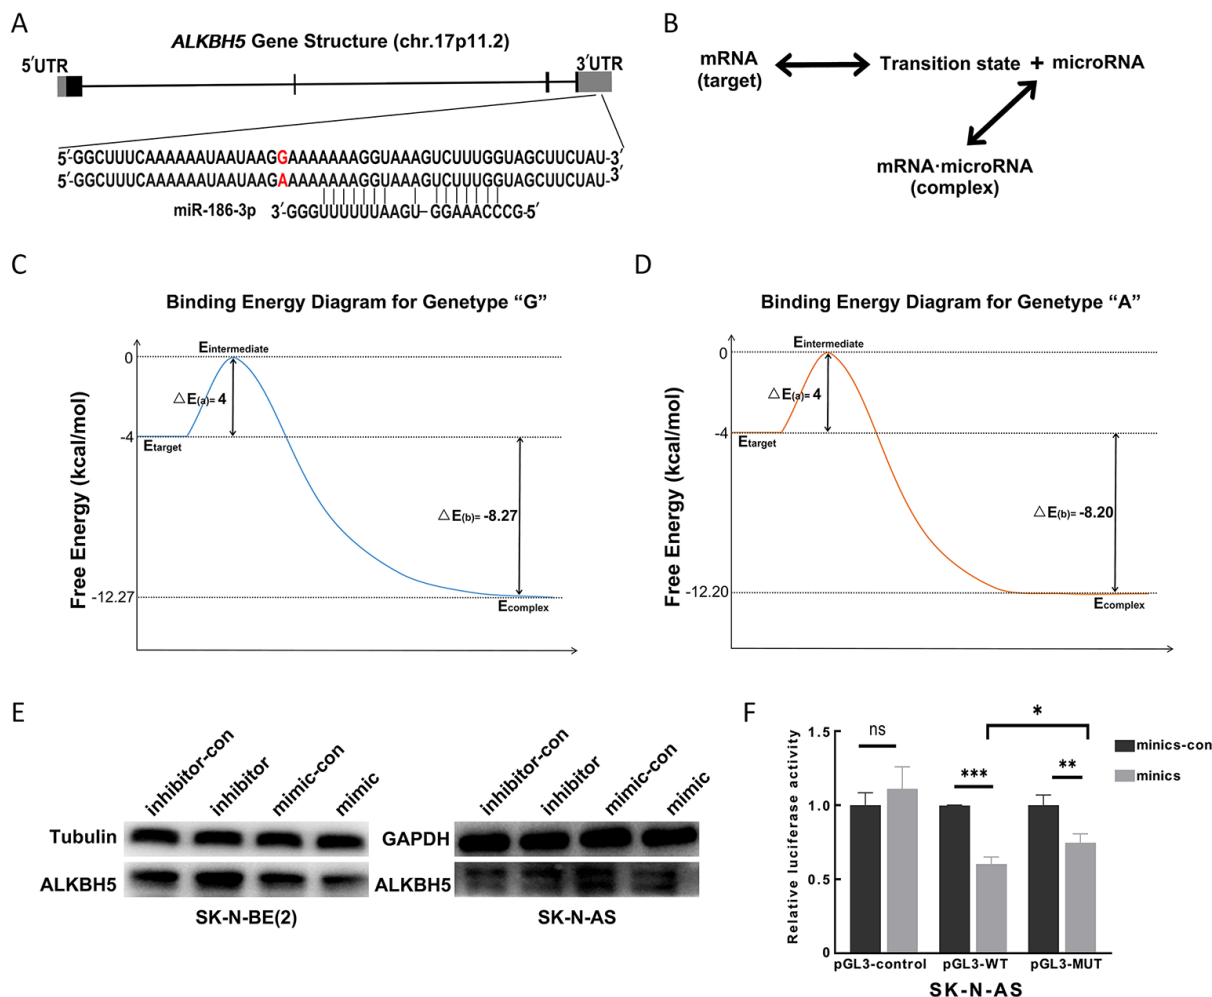 A
ALKBH5 Gene Structure (chr.17p11.2)
5′UTR
3′UTR
5′-GGCUUUCAAAAAAUAAUAAGGAAAAAAAGGUAAAGUCUUUGGUAGCUUCUAU-3′
5′-GGCUUUCAAAAAAUAAUAAGAAAAAAAAGGUAAAGUCUUUGGUAGCUUCUAU-3′
miR-186-3p 3′-GGGUUUUUUAAGU–GGAAACCCG-5′
B
mRNA
(target)
Transition state + microRNA
mRNA·microRNA
(complex)
C
Binding Energy Diagram for Genetype “G”
Free Energy (kcal/mol)
0
-4
-12.27
Eintermediate
△E(a)= 4
Etarget
△E(b)= -8.27
Ecomplex
D
Binding Energy Diagram for Genetype “A”
Free Energy (kcal/mol)
0
-4
-12.20
Eintermediate
△E(a)= 4
Etarget
△E(b)= -8.20
Ecomplex
E
inhibitor-con
inhibitor
mimic-con
mimic
Tubulin
ALKBH5
SK-N-BE(2)
inhibitor-con
inhibitor
mimic-con
mimic
GAPDH
ALKBH5
SK-N-AS
F
Relative luciferase activity
1.5
1.0
0.5
0
ns
***
**
*
minics-con
minics
pGL3-control
pGL3-WT
pGL3-MUT
SK-N-AS